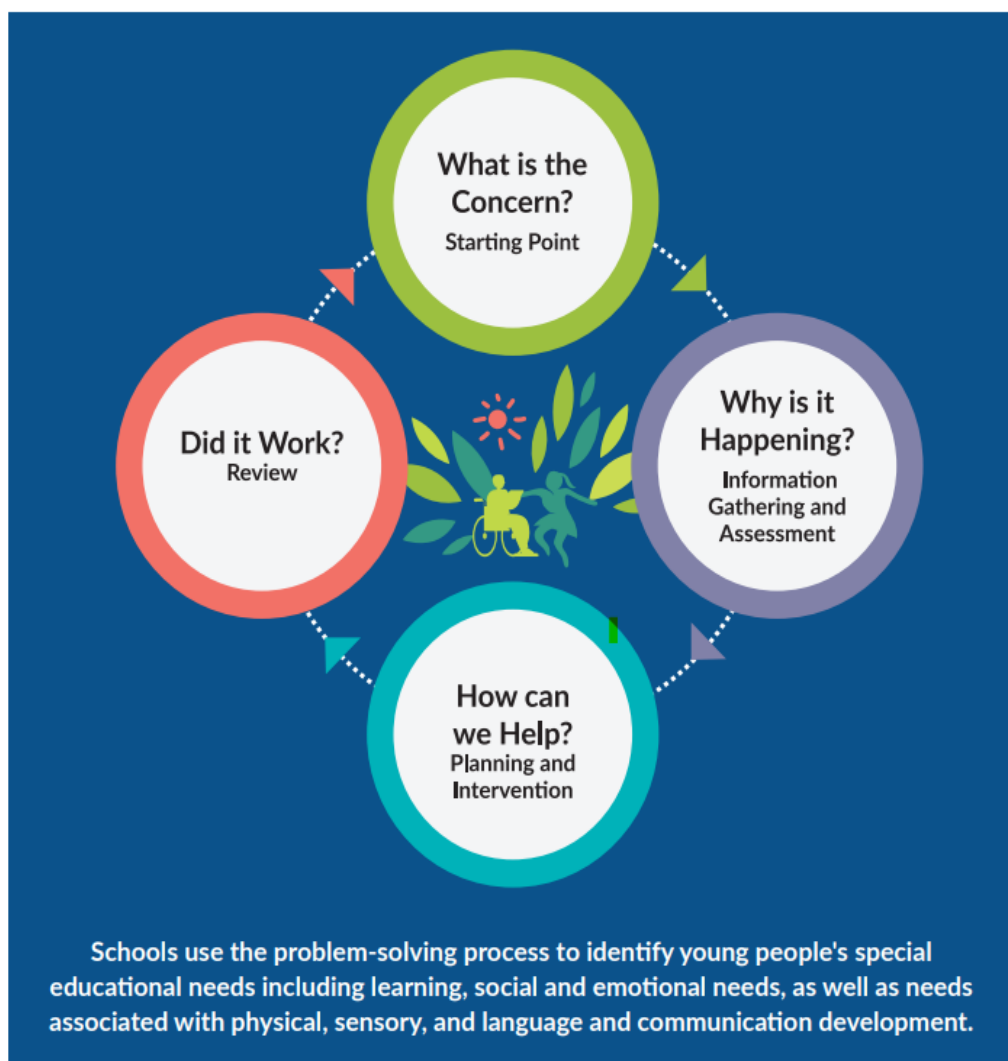 What is the
Concern?
Starting Point
Why is it
Happening?
Information
Gathering and
Assessment
How can
we Help?
Planning and
Intervention
Did it Work?
Review
Schools use the problem-solving process to identify young people's special
educational needs including learning, social and emotional needs, as well as needs
associated with physical, sensory, and language and communication development.